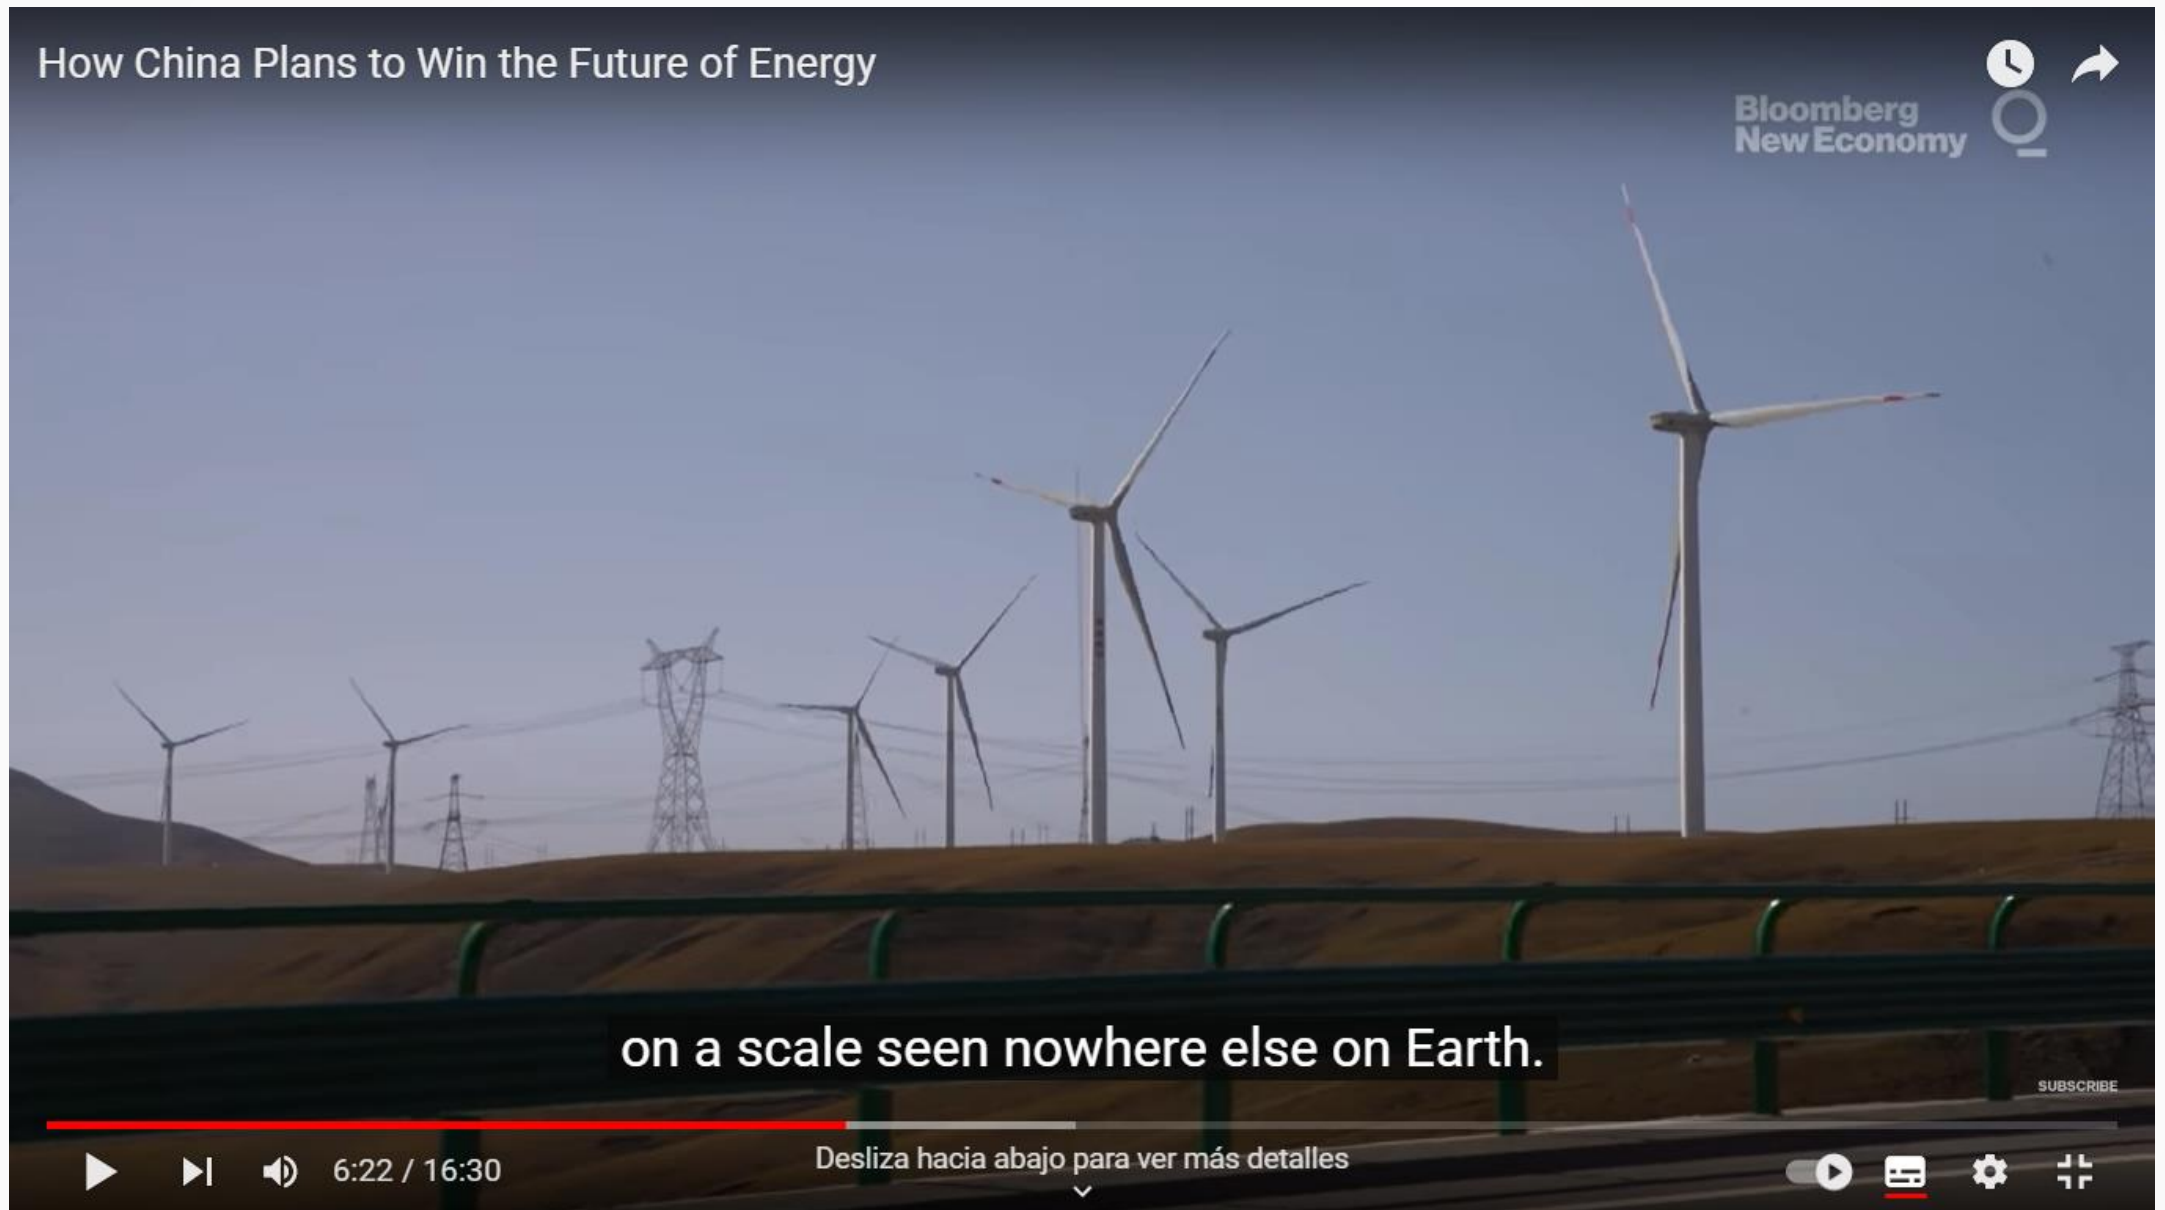 How China Plans to Win the Future of Energy
Bloomberg
New Economy
on a scale seen nowhere else on Earth.
SUBSCRIBE
6:22 / 16:30
Desliza hacia abajo para ver más detalles